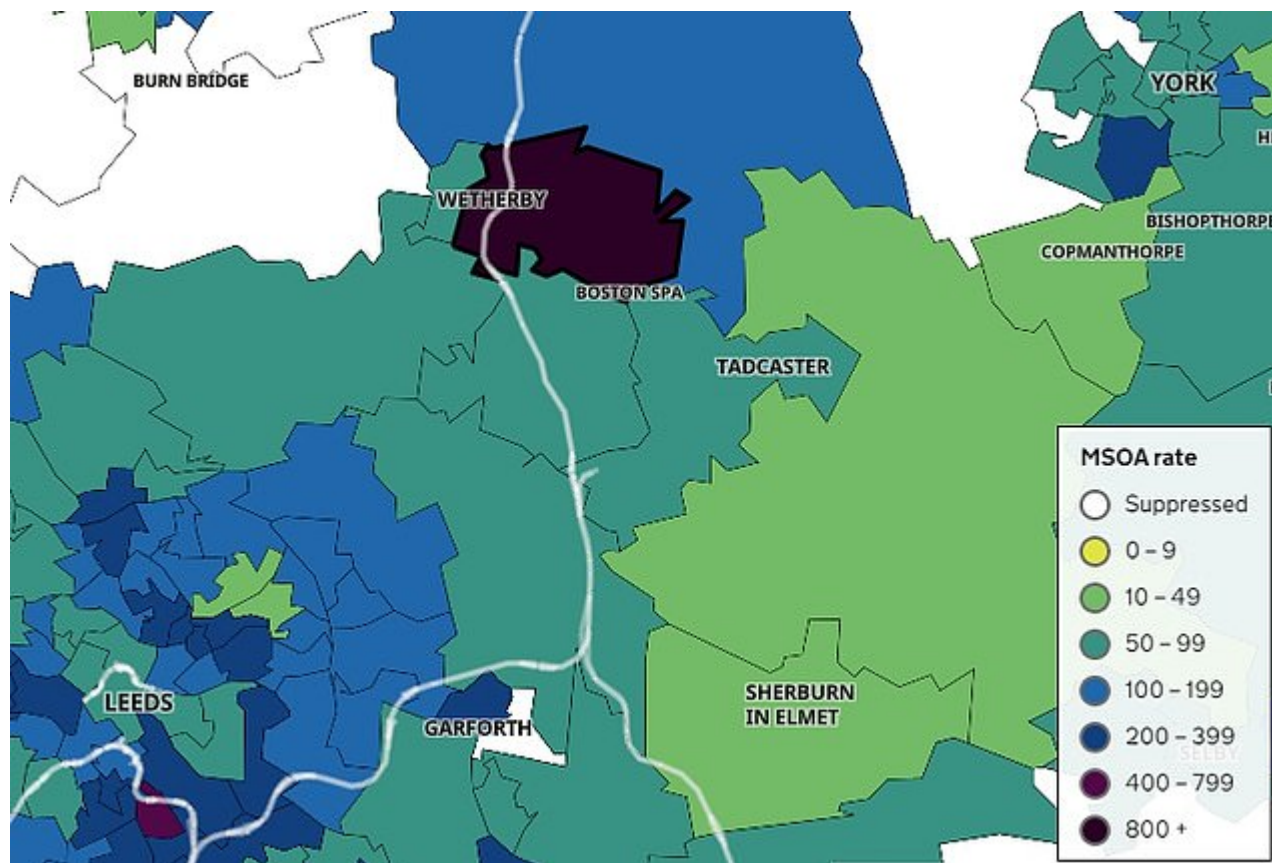 BURN BRIDGE
YORK
WETHERBY
BISHOPTHORPE
COPMANTHORPE
BOSTON SPA
TADCASTER
MSOA rate
Suppressed
0 – 9
10 – 49
50 – 99
100 – 199
200 – 399
400 – 799
800 +
SELBY
SHERBURN
IN ELMET
LEEDS
GARFORTH